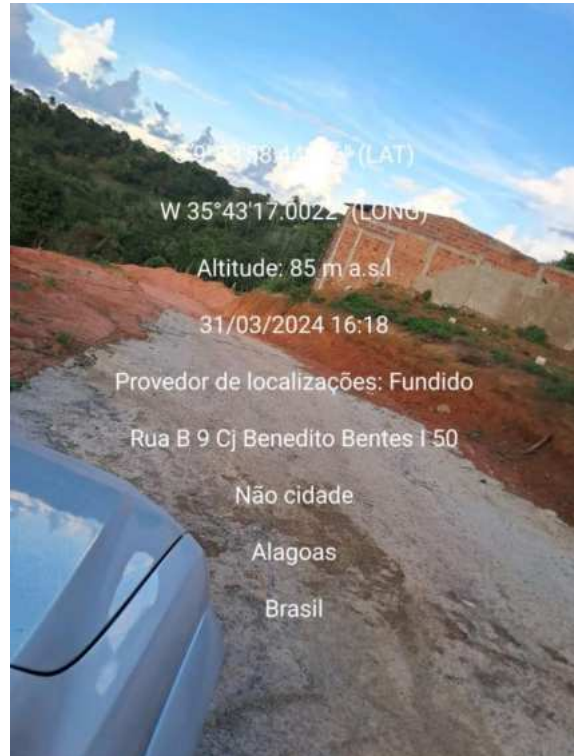 (LAT)
W 35°43'17.0022" (LONG)
Altitude: 85 m a.s.l
31/03/2024 16:18
Provedor de localizações: Fundido
Rua B 9 Cj Benedito Bentes I 50
Não cidade
Alagoas
Brasil